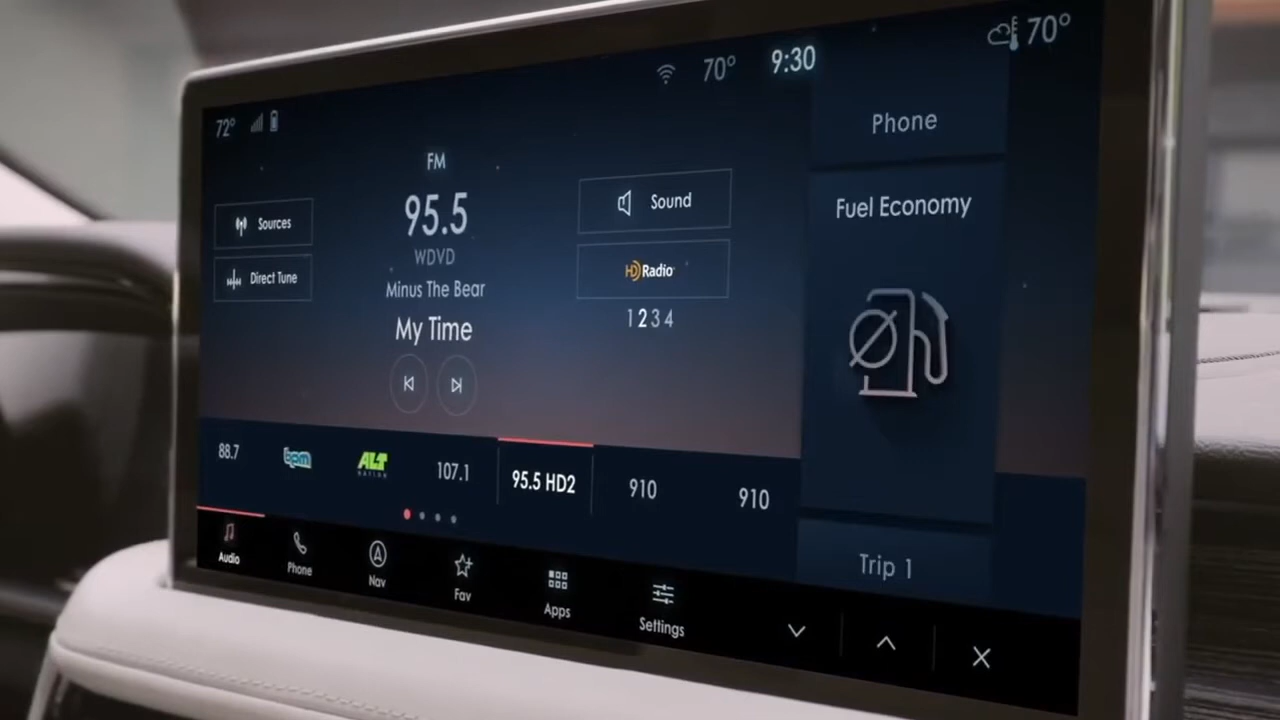 72°
70°
9:30
70°
Sources
Direct Tune
FM
95.5
WDVD
Minus The Bear
My Time
Sound
HD Radio
1 2 3 4
Phone
Fuel Economy
Trip 1
88.7
bpm
ALT
NATION
107.1
95.5 HD2
910
910
Audio
Phone
Nav
Fav
Apps
Settings